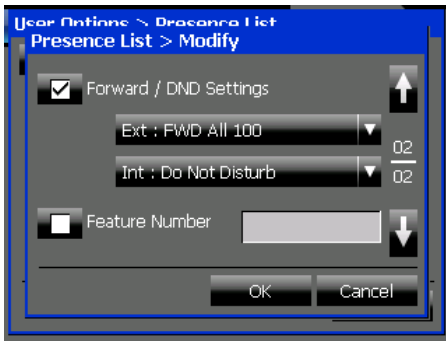 User Options > Presence List
Presence List > Modify
Forward / DND Settings
Ext : FWD All 100
02
Int : Do Not Disturb
02
Feature Number
OK Cancel